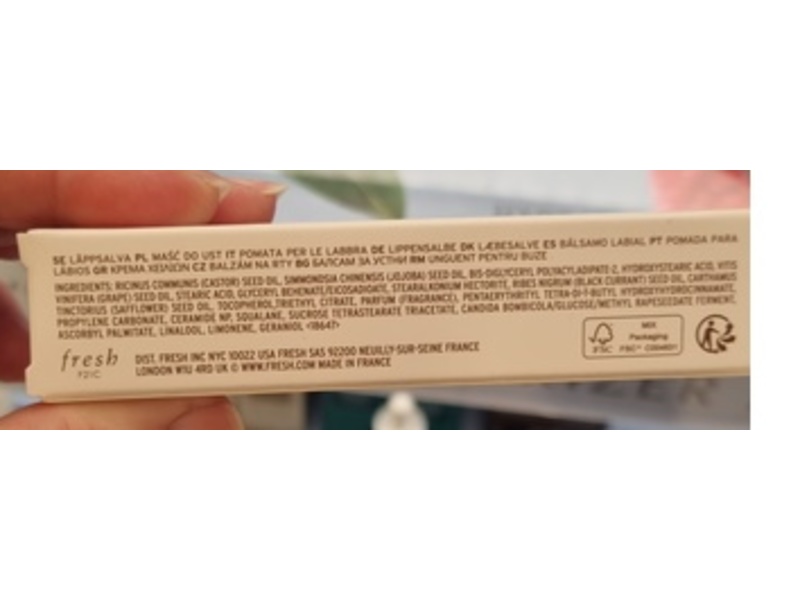 SE LÄPPSALVA PL MAŚĆ DO UST IT POMATA PER LE LABBRA DE LIPPENSALBE DK LÆBESALVE ES BÁLSAMO LABIAL PT POMADA PARA
LÁBIOS GR ΚΡΕΜΑ ΧΕΙΛΙΩΝ CZ BALZÁM NA RTY BG БАЛСАМ ЗА УСТНИ RM UNGUENT PENTRU BUZE
INGREDIENTS: RICINUS COMMUNIS (CASTOR) SEED OIL, SIMMONDSIA CHINENSIS (JOJOBA) SEED OIL, BIS-DIGLYCERYL POLYACYLADIPATE-2, HYDROXYSTEARIC ACID, VITIS
VINIFERA (GRAPE) SEED OIL, STEARIC ACID, GLYCERYL BEHENATE/EICOSADIOATE, STEARALKONIUM HECTORITE, RIBES NIGRUM (BLACK CURRANT) SEED OIL, CARTHAMUS
TINCTORIUS (SAFFLOWER) SEED OIL, TOCOPHEROL, TRIETHYL CITRATE, PARFUM (FRAGRANCE), PENTAERYTHRITYL TETRA-DI-T-BUTYL HYDROXYHYDROCINNAMATE,
PROPYLENE CARBONATE, CERAMIDE NP, SQUALANE, SUCROSE TETRASTEARATE TRIACETATE, CANDIDA BOMBICOLA/GLUCOSE/METHYL RAPESEEDATE FERMENT,
ASCORBYL PALMITATE, LINALOOL, LIMONENE, GERANIOL <18647>
fresh
DIST. FRESH INC NYC 10022 USA FRESH SAS 92200 NEUILLY-SUR-SEINE FRANCE
LONDON W1U 4RD UK © WWW.FRESH.COM MADE IN FRANCE
MIX
Packaging
FSC
FSC™